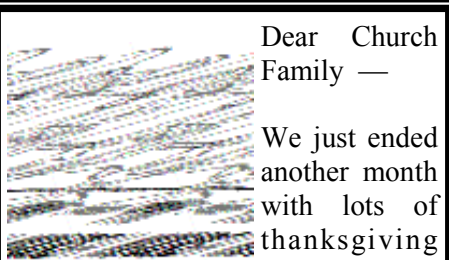 Dear Church
Family —
We just ended
another month
with lots of
thanksgiving